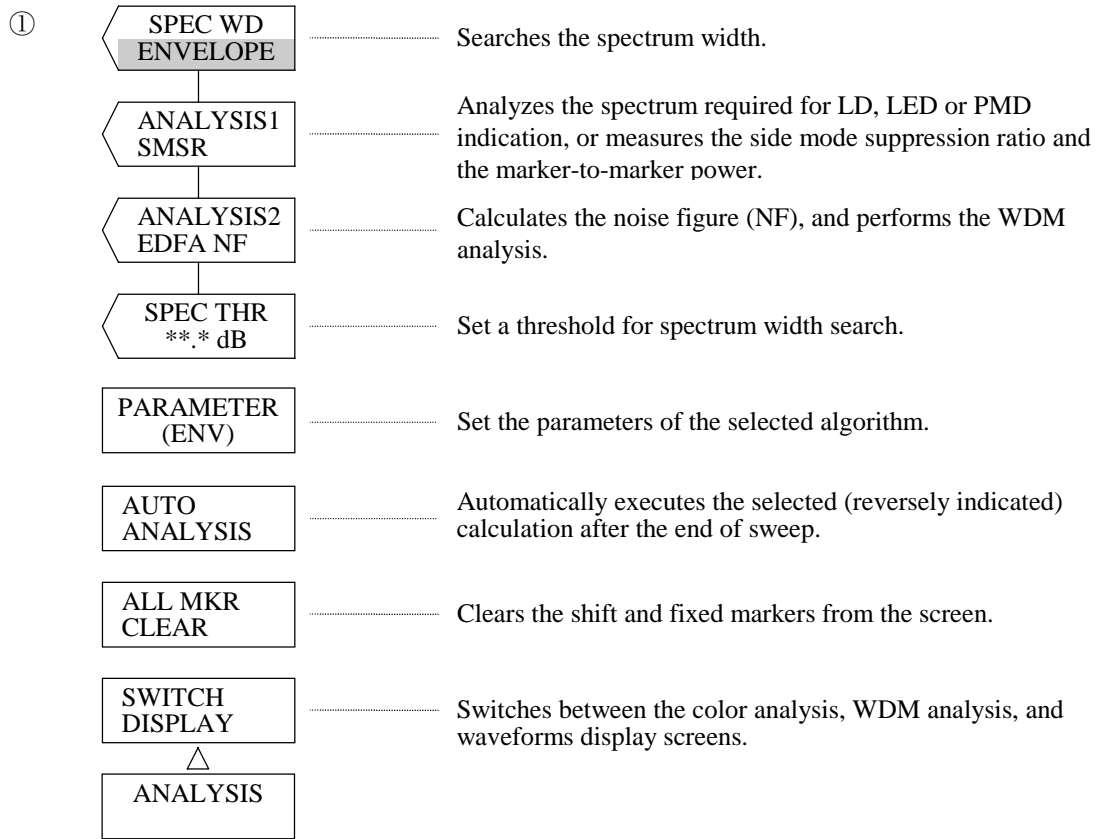 ①
SPEC WD
ENVELOPE
Searches the spectrum width.
ANALYSIS1
SMSR
Analyzes the spectrum required for LD, LED or PMD
indication, or measures the side mode suppression ratio and
the marker-to-marker power.
ANALYSIS2
EDFA NF
Calculates the noise figure (NF), and performs the WDM
analysis.
SPEC THR
**.* dB
Set a threshold for spectrum width search.
PARAMETER
(ENV)
Set the parameters of the selected algorithm.
AUTO
ANALYSIS
Automatically executes the selected (reversely indicated)
calculation after the end of sweep.
ALL MKR
CLEAR
Clears the shift and fixed markers from the screen.
SWITCH
DISPLAY
Switches between the color analysis, WDM analysis, and
waveforms display screens.
ANALYSIS